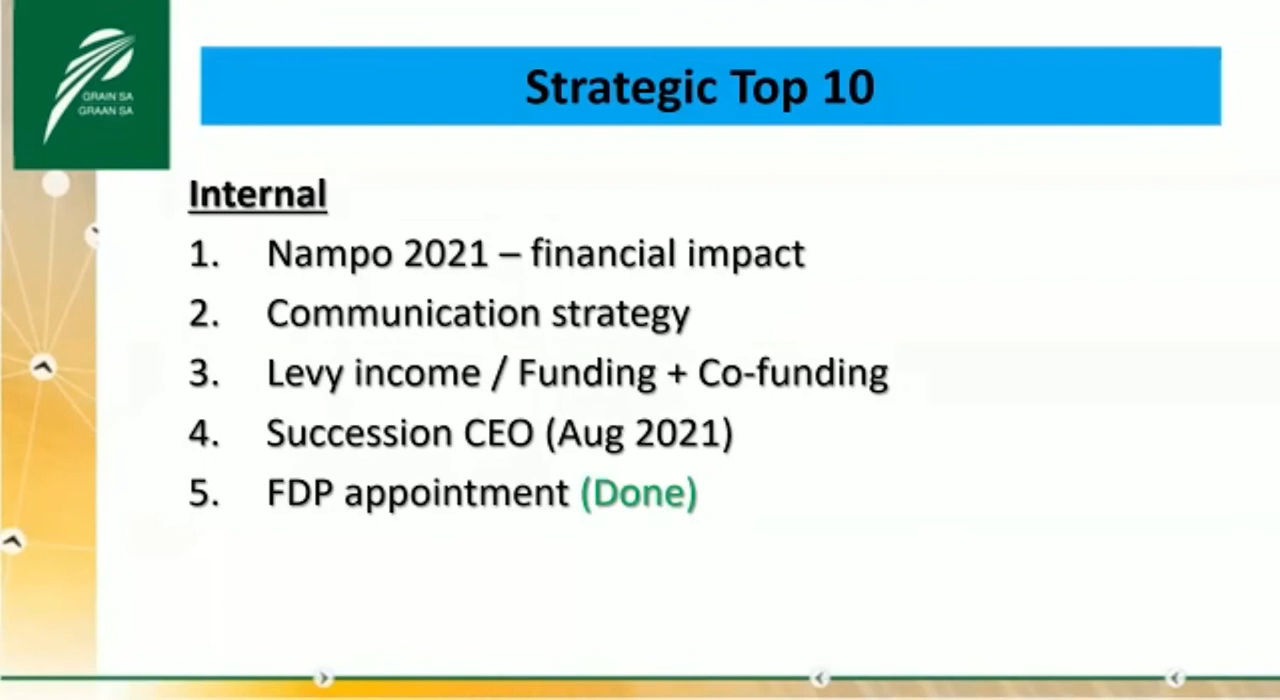 GRAIN SA
GRAAN SA
Strategic Top 10
Internal
1. Nampo 2021 – financial impact
2. Communication strategy
3. Levy income / Funding + Co-funding
4. Succession CEO (Aug 2021)
5. FDP appointment (Done)